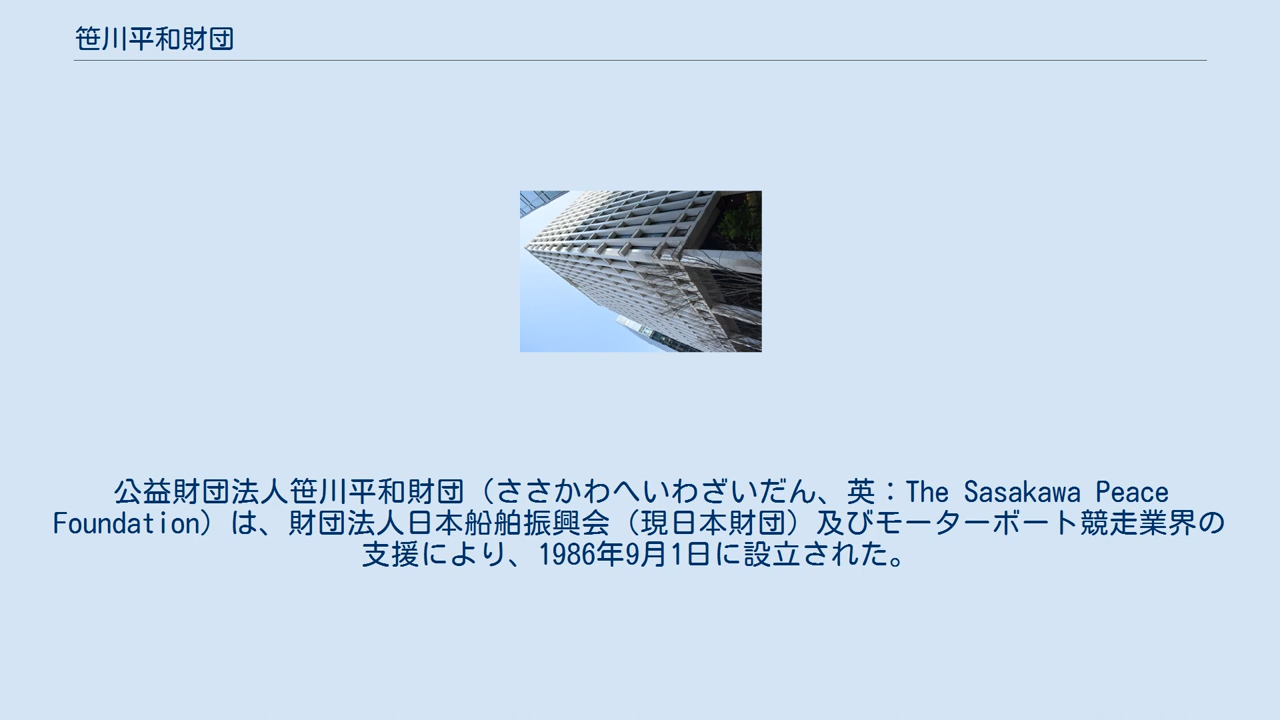 笹川平和財団
公益財団法人笹川平和財団（ささかわへいわざいだん、英：The Sasakawa Peace
Foundation）は、財団法人日本船舶振興会（現日本財団）及びモーターボート競走業界の
支援により、1986年9月1日に設立された。